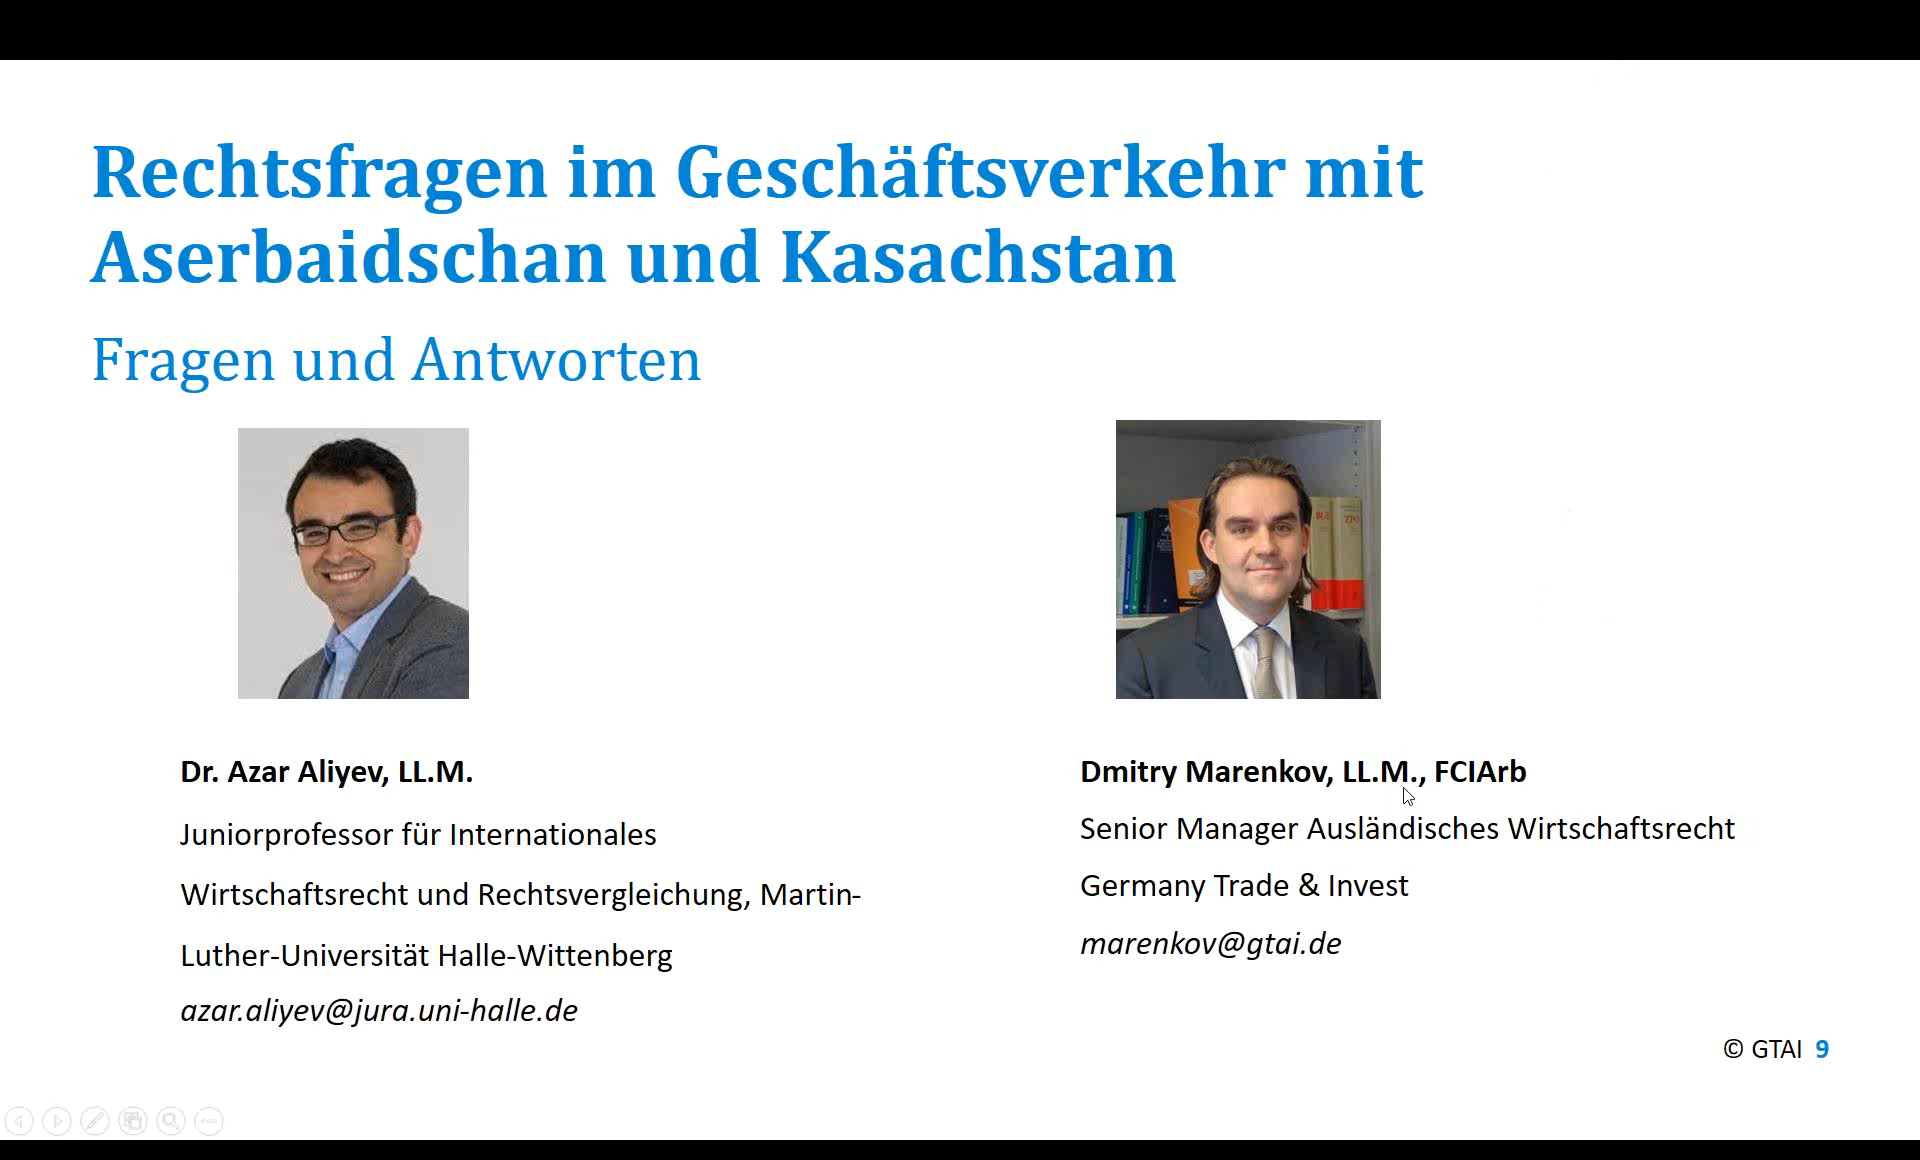 Rechtsfragen im Geschäftsverkehr mit
Aserbaidschan und Kasachstan
Fragen und Antworten
BGB
ZPO
Dr. Azar Aliyev, LL.M.
Juniorprofessor für Internationales
Wirtschaftsrecht und Rechtsvergleichung, Martin-
Luther-Universität Halle-Wittenberg
azar.aliyev@jura.uni-halle.de
Dmitry Marenkov, LL.M., FCIArb
Senior Manager Ausländisches Wirtschaftsrecht
Germany Trade & Invest
marenkov@gtai.de
© GTAI 9